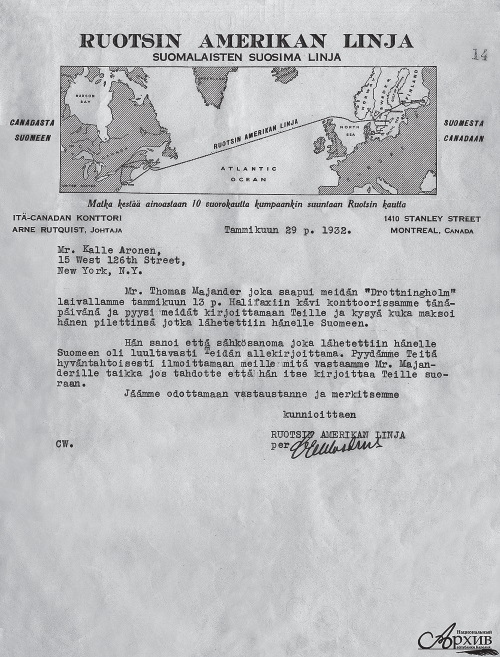 RUOTSIN AMERIKAN LINJA
SUOMALAISTEN SUOSIMA LINJA
14
HUDSON BAY
CANADASTA SUOMEEN
RUOTSIN AMERIKAN LINJA
NORTH SEA
ATLANTIC OCEAN
SUOMESTA CANADAAN
Matka kestää ainoastaan 10 vuorokautta kumpaankin suuntaan Ruotsin kautta
ITÄ-CANADAN KONTTORI
ARNE RUTQUIST, JOHTAJA
1410 STANLEY STREET
MONTREAL, CANADA
Tammikuun 29 p. 1932.
Mr. Kalle Aronen,
15 West 126th Street,
New York, N.Y.
Mr. Thomas Majander joka saapui meidän "Drottningholm"
laivallamme tammikuun 13 p. Halifaxiin kävi konttoorissamme tänä-
päivänä ja pyysi meidät kirjoittamaan Teille ja kysyä kuka maksoi
hänen pilettinsä jotka lähetettiin hänelle Suomeen.
Hän sanoi että sähkösanoma joka lähetettiin hänelle
Suomeen oli luultavasti Teidän allekirjoittama. Pyydämme Teitä
hyväntahtoisesti ilmoittamaan meille mitä vastaamme Mr. Majan-
derille taikka jos tahdotte että hän itse kirjoittaa Teille suo-
raan.
Jäämme odottamaan vastaustanne ja merkitsemme
kunnioittaen
RUOTSIN AMERIKAN LINJA
CW.
per
Национальный
Архив